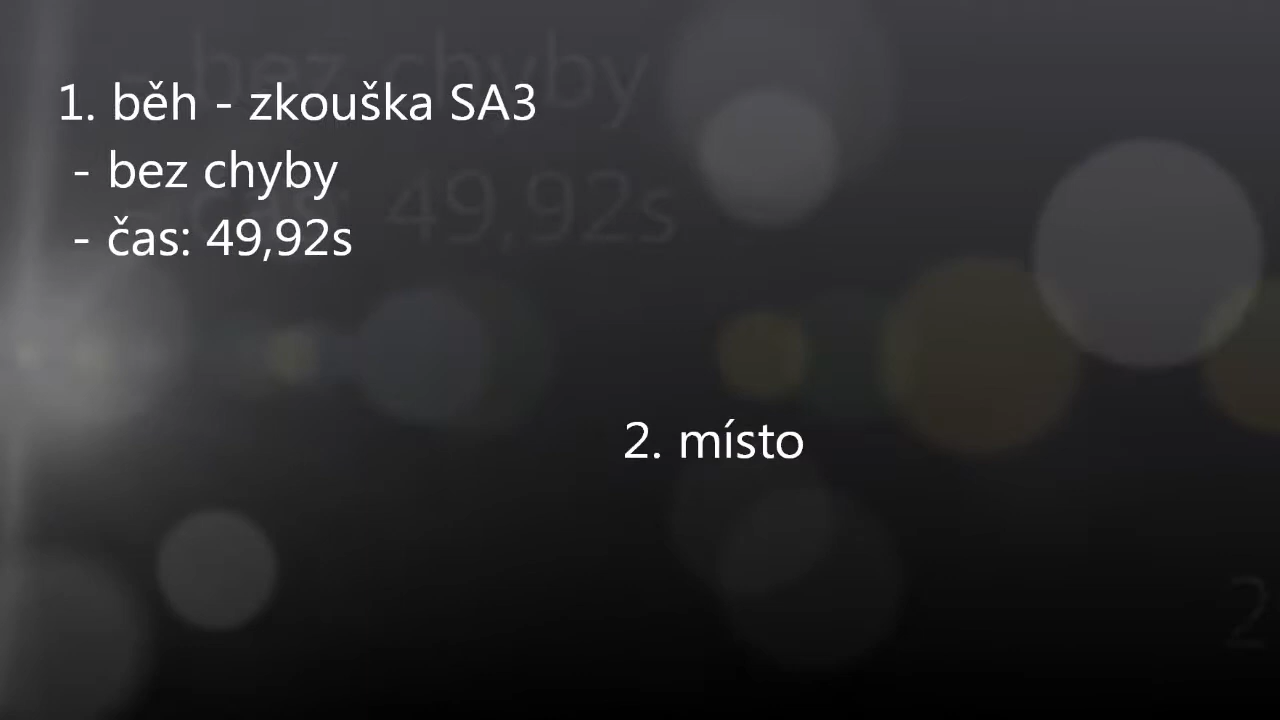 1. běh - zkouška SA3
- bez chyby
- čas: 49,92s
2. místo